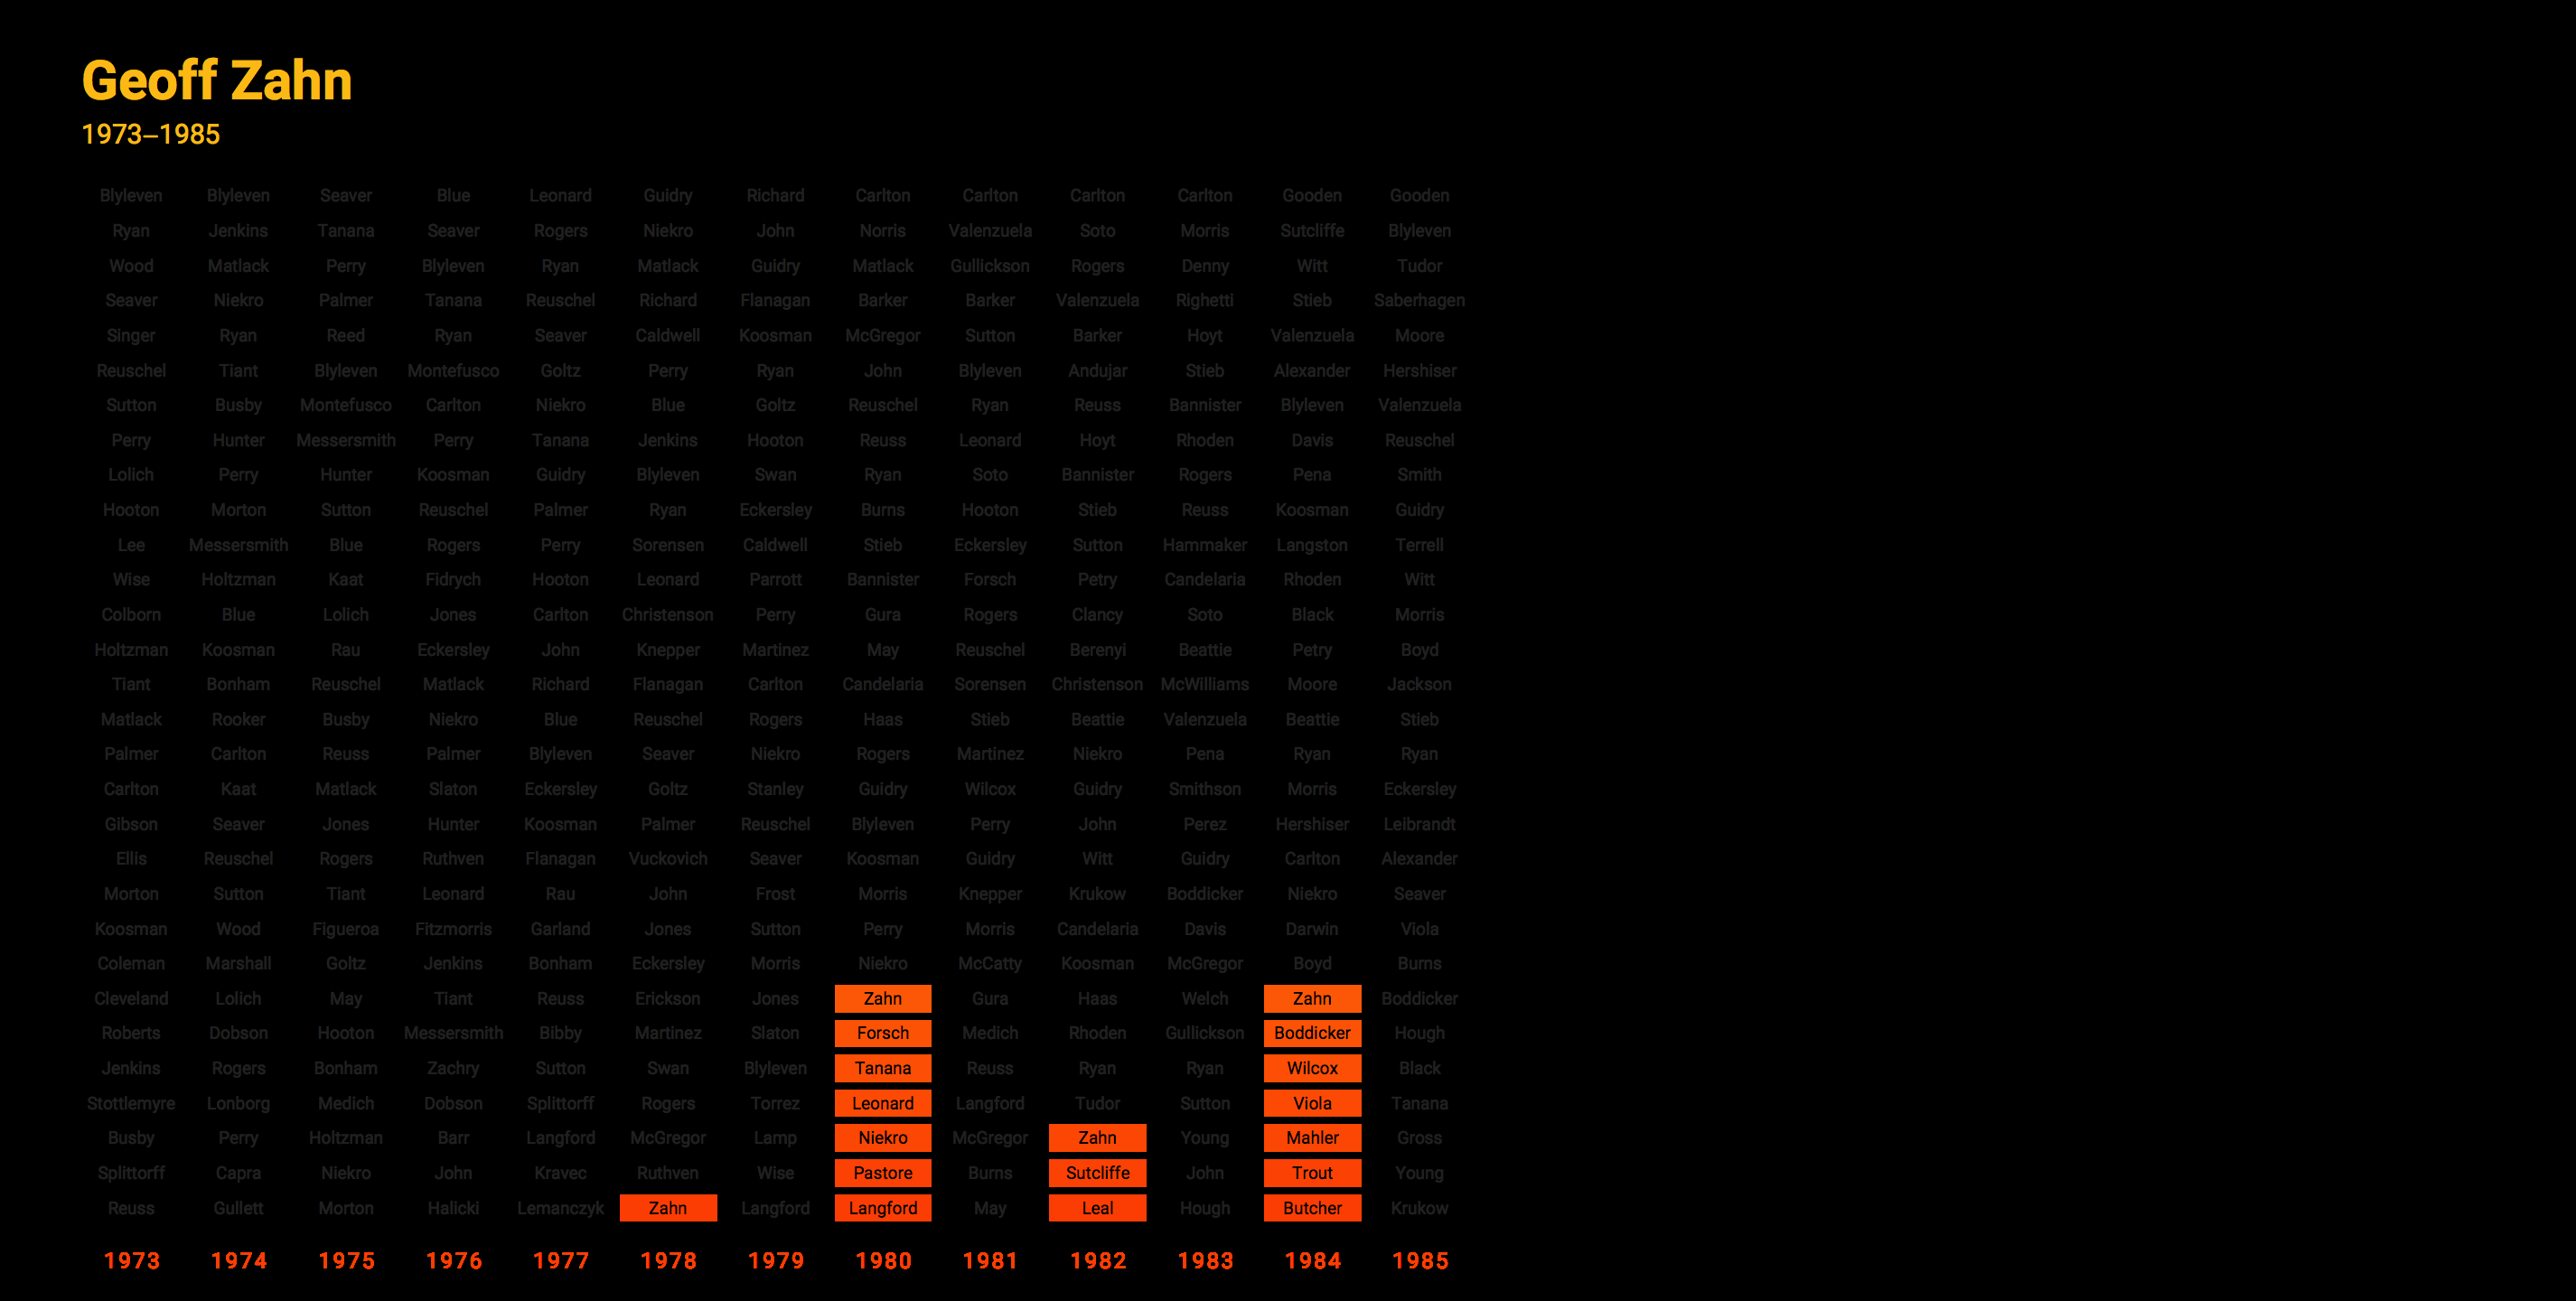 Geoff Zahn
1973–1985
Blyleven Blyleven Seaver Blue Leonard Guidry Richard Carlton Carlton Carlton Carlton Gooden Gooden
Ryan Jenkins Tanana Seaver Rogers Niekro John Norris Valenzuela Soto Morris Sutcliffe Blyleven
Wood Matlack Perry Blyleven Ryan Matlack Guidry Matlack Gullickson Rogers Denny Witt Tudor
Seaver Niekro Palmer Tanana Reuschel Richard Flanagan Barker Barker Valenzuela Righetti Stieb Saberhagen
Singer Ryan Reed Ryan Seaver Caldwell Koosman McGregor Sutton Barker Hoyt Valenzuela Moore
Reuschel Tiant Blyleven Montefusco Goltz Perry Ryan John Blyleven Andujar Stieb Alexander Hershiser
Sutton Busby Montefusco Carlton Niekro Blue Goltz Reuschel Ryan Reuss Bannister Blyleven Valenzuela
Perry Hunter Messersmith Perry Tanana Jenkins Hooton Reuss Leonard Hoyt Rhoden Davis Reuschel
Lolich Perry Hunter Koosman Guidry Blyleven Swan Ryan Soto Bannister Rogers Pena Smith
Hooton Morton Sutton Reuschel Palmer Ryan Eckersley Burns Hooton Stieb Reuss Koosman Guidry
Lee Messersmith Blue Rogers Perry Sorensen Caldwell Stieb Eckersley Sutton Hammaker Langston Terrell
Wise Holtzman Kaat Fidrych Hooton Leonard Parrott Bannister Forsch Petry Candelaria Rhoden Witt
Colborn Blue Lolich Jones Carlton Christenson Perry Gura Rogers Clancy Soto Black Morris
Holtzman Koosman Rau Eckersley John Knepper Martinez May Reuschel Berenyi Beattie Petry Boyd
Tiant Bonham Reuschel Matlack Richard Flanagan Carlton Candelaria Sorensen Christenson McWilliams Moore Jackson
Matlack Rooker Busby Niekro Blue Reuschel Rogers Haas Stieb Beattie Valenzuela Beattie Stieb
Palmer Carlton Reuss Palmer Blyleven Seaver Niekro Rogers Martinez Niekro Pena Ryan Ryan
Carlton Kaat Matlack Slaton Eckersley Goltz Stanley Guidry Wilcox Guidry Smithson Morris Eckersley
Gibson Seaver Jones Hunter Koosman Palmer Reuschel Blyleven Perry John Perez Hershiser Leibrandt
Ellis Reuschel Rogers Ruthven Flanagan Vuckovich Seaver Koosman Guidry Witt Guidry Carlton Alexander
Morton Sutton Tiant Leonard Rau John Frost Morris Knepper Krukow Boddicker Niekro Seaver
Koosman Wood Figueroa Fitzmorris Garland Jones Sutton Perry Morris Candelaria Davis Darwin Viola
Coleman Marshall Goltz Jenkins Bonham Eckersley Morris Niekro McCatty Koosman McGregor Boyd Burns
Cleveland Lolich May Tiant Reuss Erickson Jones Zahn Gura Haas Welch Zahn Boddicker
Roberts Dobson Hooton Messersmith Bibby Martinez Slaton Forsch Medich Rhoden Gullickson Boddicker Hough
Jenkins Rogers Bonham Zachry Sutton Swan Blyleven Tanana Reuss Ryan Ryan Wilcox Black
Stottlemyre Lonborg Medich Dobson Splittorff Rogers Torrez Leonard Langford Tudor Sutton Viola Tanana
Busby Perry Holtzman Barr Langford McGregor Lamp Niekro McGregor Zahn Young Mahler Gross
Splittorff Capra Niekro John Kravec Ruthven Wise Pastore Burns Sutcliffe John Trout Young
Reuss Gullett Morton Halicki Lemanczyk Zahn Langford Langford May Leal Hough Butcher Krukow
1973 1974 1975 1976 1977 1978 1979 1980 1981 1982 1983 1984 1985